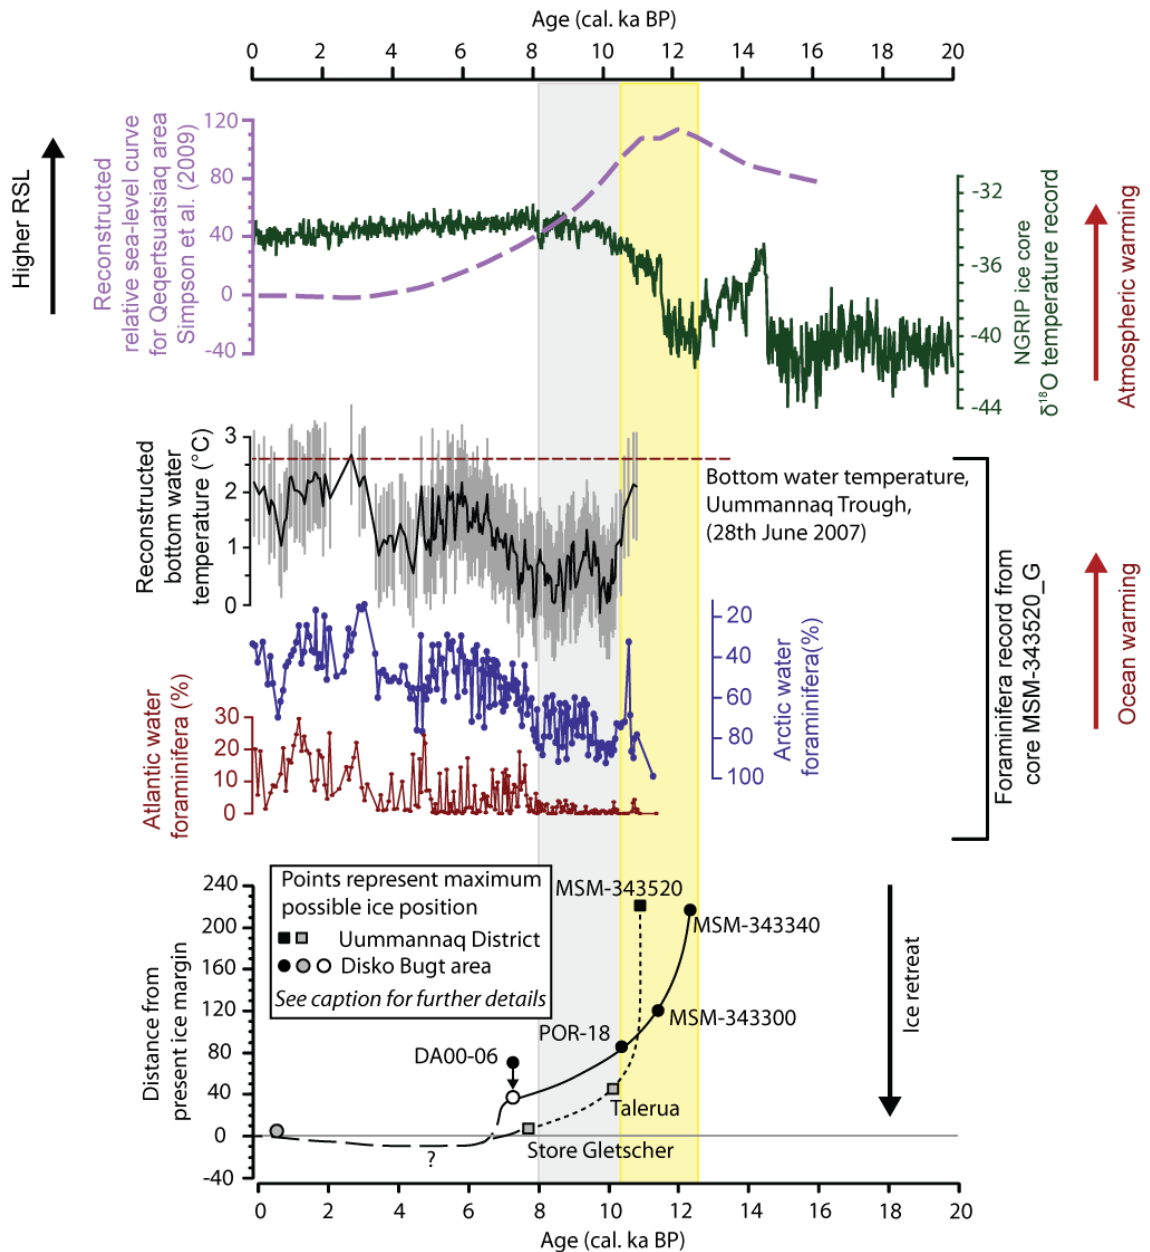 Age (cal. ka BP)
0 2 4 6 8 10 12 14 16 18 20
Higher RSL
Reconstructed
relative sea-level curve
for Qeqertsuatsiaq area
Simpson et al. (2009)
120
80
40
0
-40
-32
-36
-40
-44
NGRIP ice core
δ¹⁸O temperature record
Atmospheric warming
Reconstructed
bottom water
temperature (°C)
3
2
1
0
Bottom water temperature,
Uummannaq Trough,
(28th June 2007)
20
40
60
80
100
Arctic water
foraminifera(%)
Atlantic water
foraminifera (%)
30
20
10
0
Foraminifera record from
core MSM-343520_G
Ocean warming
Distance from
present ice margin
240
200
160
120
80
40
0
-40
Points represent maximum
possible ice position
Uummannaq District
Disko Bugt area
See caption for further details
MSM-343520
MSM-343340
MSM-343300
POR-18
DA00-06
Talerua
Store Gletscher
?
Ice retreat
0 2 4 6 8 10 12 14 16 18 20
Age (cal. ka BP)